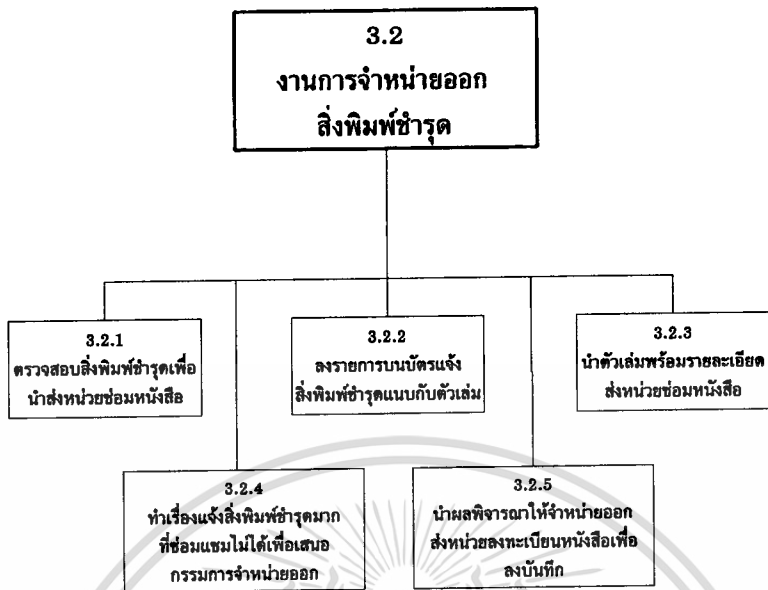 3.2
งานการจำหน่ายออก
สิ่งพิมพ์ชำรุด
3.2.1
ตรวจสอบสิ่งพิมพ์ชำรุดเพื่อ
นำส่งหน่วยซ่อมหนังสือ
3.2.2
ลงรายการบนบัตรแจ้ง
สิ่งพิมพ์ชำรุดแนบกับตัวเล่ม
3.2.3
นำตัวเล่มพร้อมรายละเอียด
ส่งหน่วยซ่อมหนังสือ
3.2.4
ทำเรื่องแจ้งสิ่งพิมพ์ชำรุดมาก
ที่ซ่อมแซมไม่ได้เพื่อเสนอ
กรรมการจำหน่ายออก
3.2.5
นำผลพิจารณาให้จำหน่ายออก
ส่งหน่วยลงทะเบียนหนังสือเพื่อ
ลงบันทึก